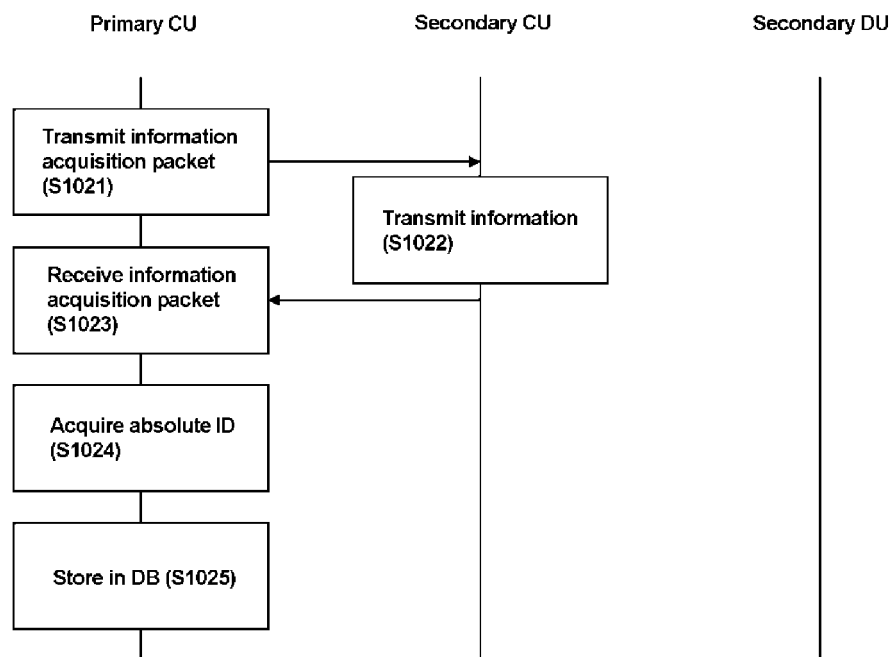 Primary CU
Secondary CU
Secondary DU
Transmit information
acquisition packet
(S1021)
Transmit information
(S1022)
Receive information
acquisition packet
(S1023)
Acquire absolute ID
(S1024)
Store in DB (S1025)